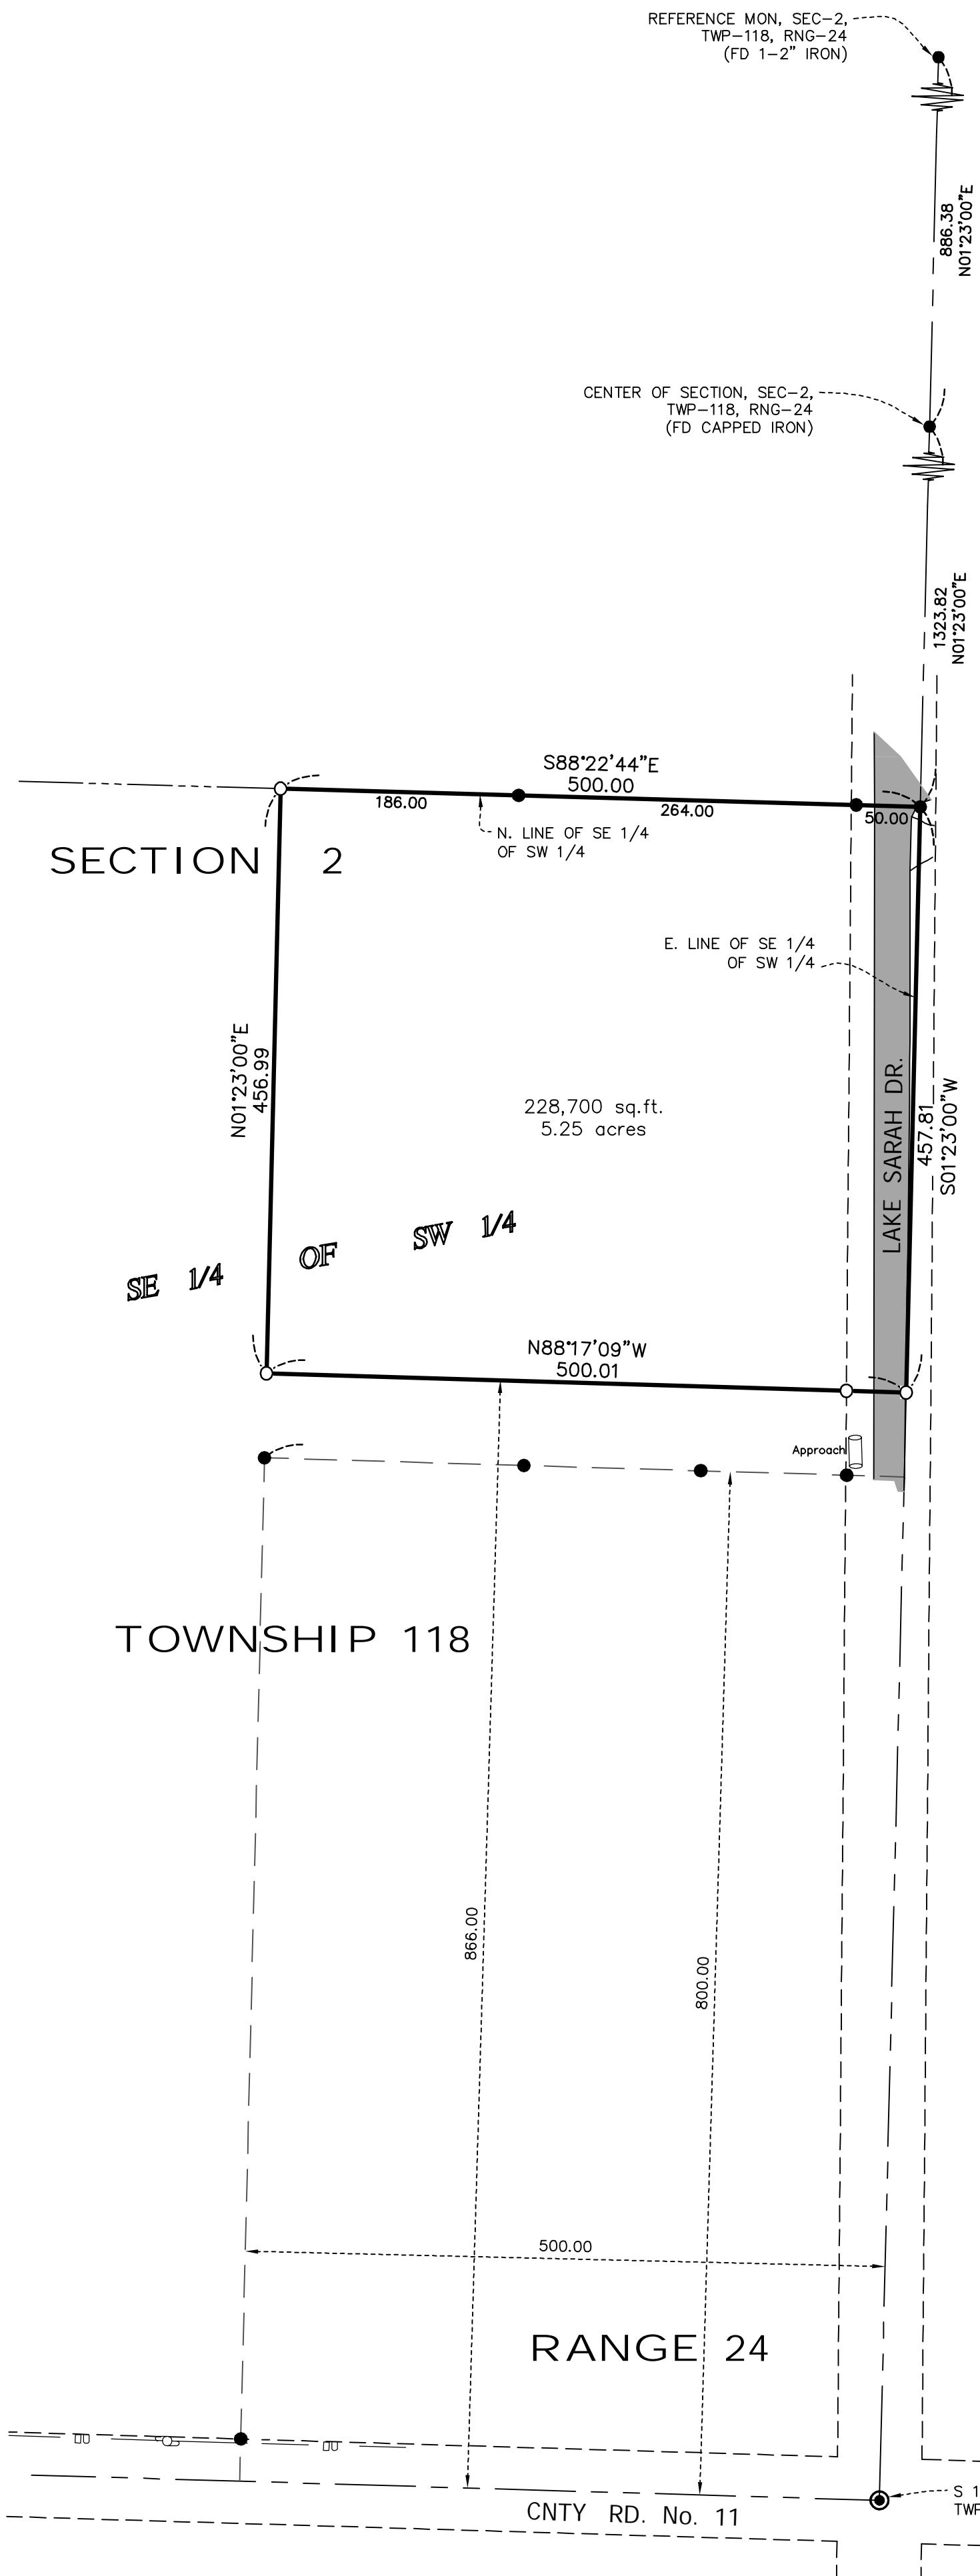 REFERENCE MON, SEC-2,
TWP-118, RNG-24
(FD 1-2" IRON)
886.38
N01°23'00"E
CENTER OF SECTION, SEC-2,
TWP-118, RNG-24
(FD CAPPED IRON)
1323.82
N01°23'00"E
S88°22'44"E
500.00
186.00
264.00
50.00
N. LINE OF SE 1/4
OF SW 1/4
SECTION 2
E. LINE OF SE 1/4
OF SW 1/4
N01°23'00"E
456.99
228,700 sq.ft.
5.25 acres
LAKE SARAH DR.
457.81
S01°23'00"W
SE 1/4 OF SW 1/4
N88°17'09"W
500.01
Approach
TOWNSHIP 118
866.00
800.00
500.00
RANGE 24
CNTY RD. No. 11
S 1
TWP